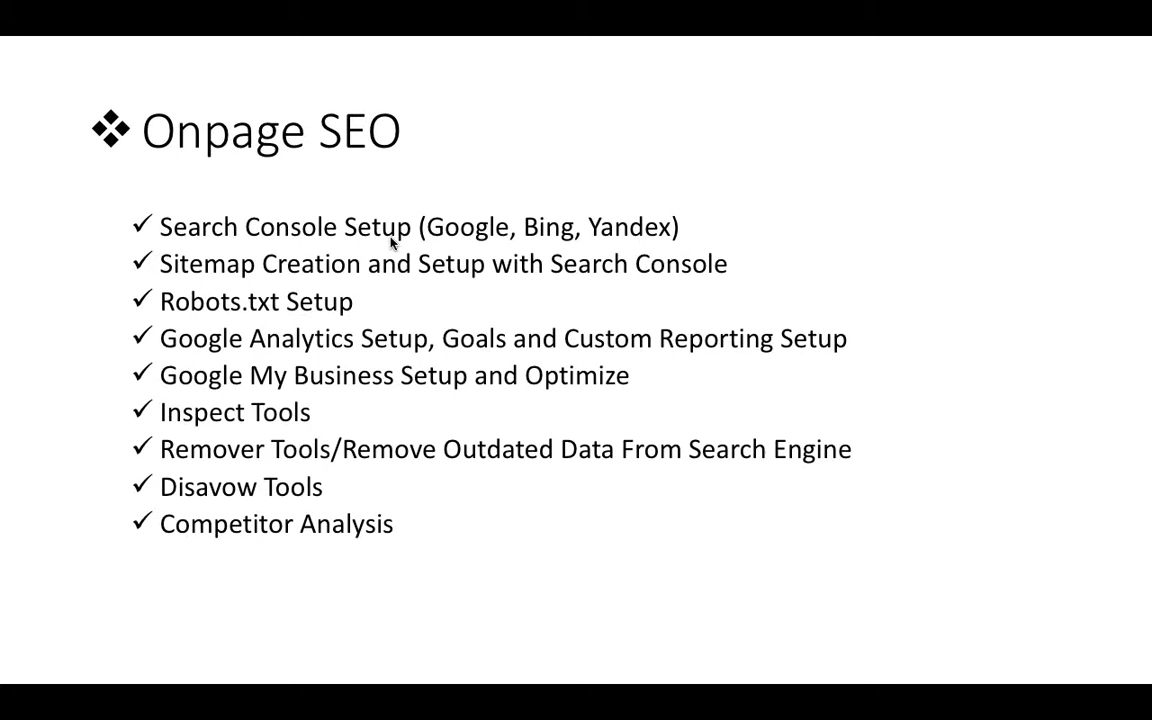 ❖ Onpage SEO
✓ Search Console Setup (Google, Bing, Yandex)
✓ Sitemap Creation and Setup with Search Console
✓ Robots.txt Setup
✓ Google Analytics Setup, Goals and Custom Reporting Setup
✓ Google My Business Setup and Optimize
✓ Inspect Tools
✓ Remover Tools/Remove Outdated Data From Search Engine
✓ Disavow Tools
✓ Competitor Analysis